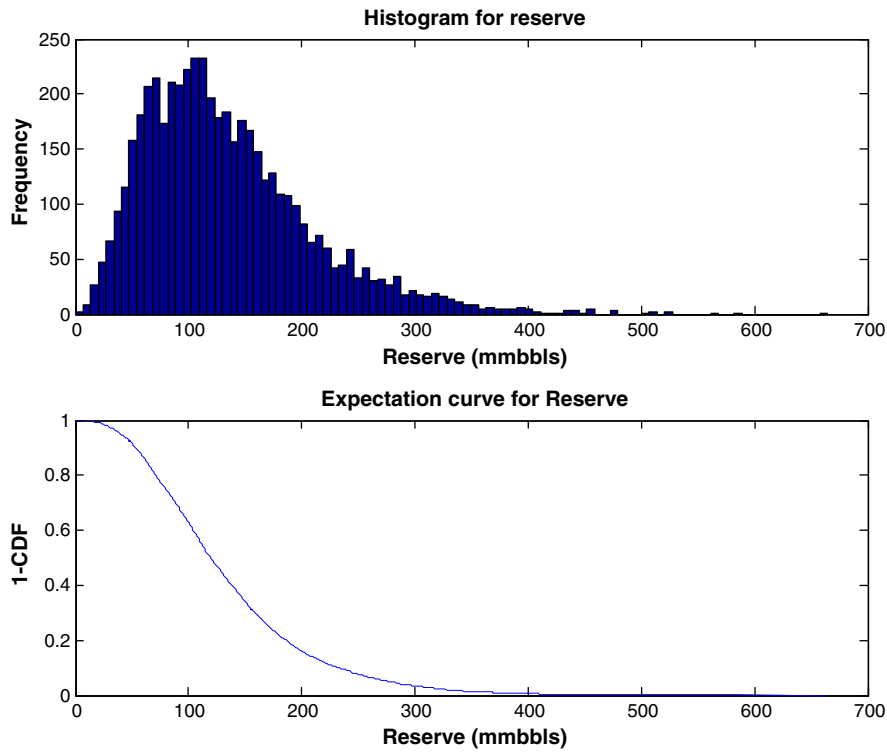 Histogram for reserve
250
200
150
100
50
0
Frequency
0 100 200 300 400 500 600 700
Reserve (mmbbls)
Expectation curve for Reserve
1
0.8
0.6
0.4
0.2
0
1-CDF
0 100 200 300 400 500 600 700
Reserve (mmbbls)